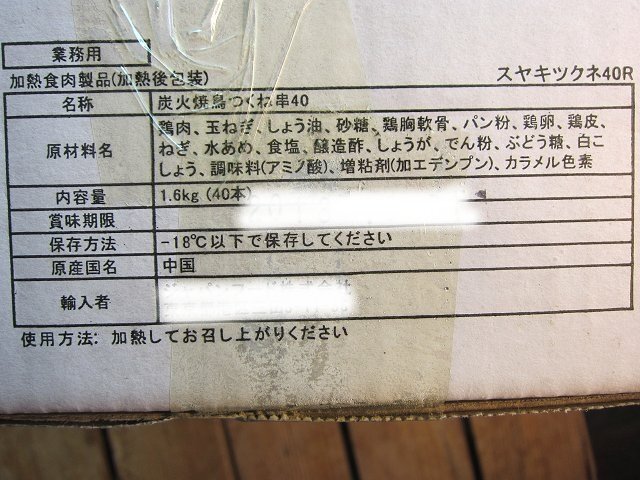 業務用
加熱食肉製品(加熱後包装) スヤキツクネ40R
名称 炭火焼鳥つくね串40
原材料名 鶏肉、玉ねぎ、しょう油、砂糖、鶏胸軟骨、パン粉、鶏卵、鶏皮、
ねぎ、水あめ、食塩、醸造酢、しょうが、でん粉、ぶどう糖、白こ
しょう、調味料(アミノ酸)、増粘剤(加工デンプン)、カラメル色素
内容量 1.6kg (40本)
賞味期限
保存方法 -18℃以下で保存してください
原産国名 中国
輸入者
使用方法: 加熱してお召し上がりください